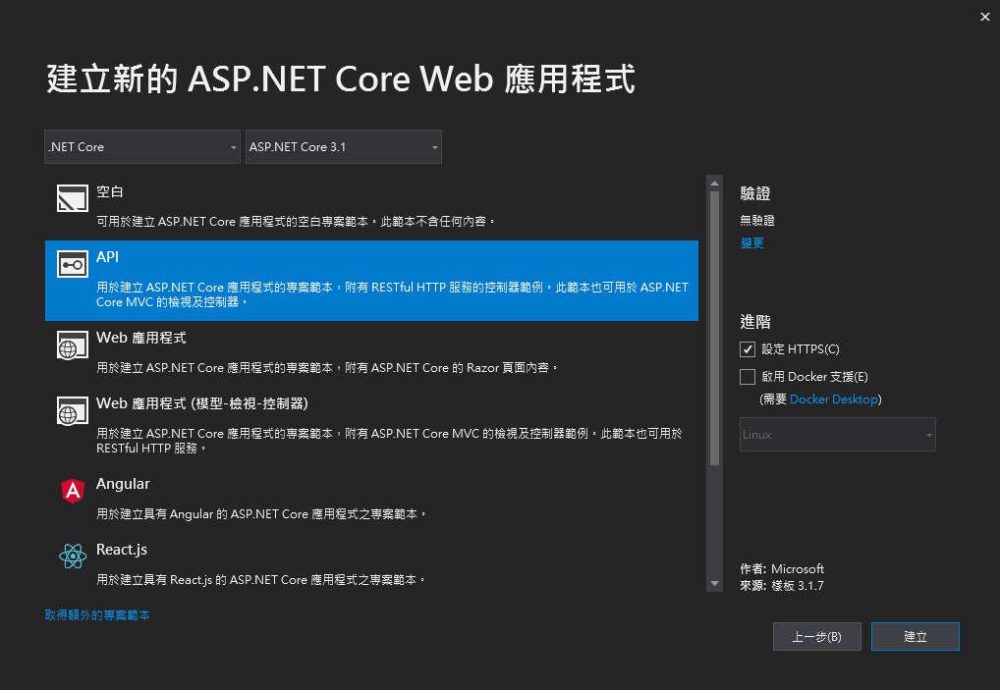 建立新的 ASP.NET Core Web 應用程式
.NET Core
ASP.NET Core 3.1
空白
可用於建立 ASP.NET Core 應用程式的空白專案範本。此範本不含任何內容。
API
用於建立 ASP.NET Core 應用程式的專案範本，附有 RESTful HTTP 服務的控制器範例。此範本也可用於 ASP.NET
Core MVC 的檢視及控制器。
Web 應用程式
用於建立 ASP.NET Core 應用程式的專案範本，附有 ASP.NET Core 的 Razor 頁面內容。
Web 應用程式 (模型-檢視-控制器)
用於建立 ASP.NET Core 應用程式的專案範本，附有 ASP.NET Core MVC 的檢視及控制器範例。此範本也可用於
RESTful HTTP 服務。
Angular
用於建立具有 Angular 的 ASP.NET Core 應用程式之專案範本。
React.js
用於建立具有 React.js 的 ASP.NET Core 應用程式之專案範本。
取得額外的專案範本
驗證
無驗證
變更
進階
設定 HTTPS(C)
啟用 Docker 支援(E)
(需要 Docker Desktop)
Linux
作者: Microsoft
來源: 樣板 3.1.7
上一步(B)
建立